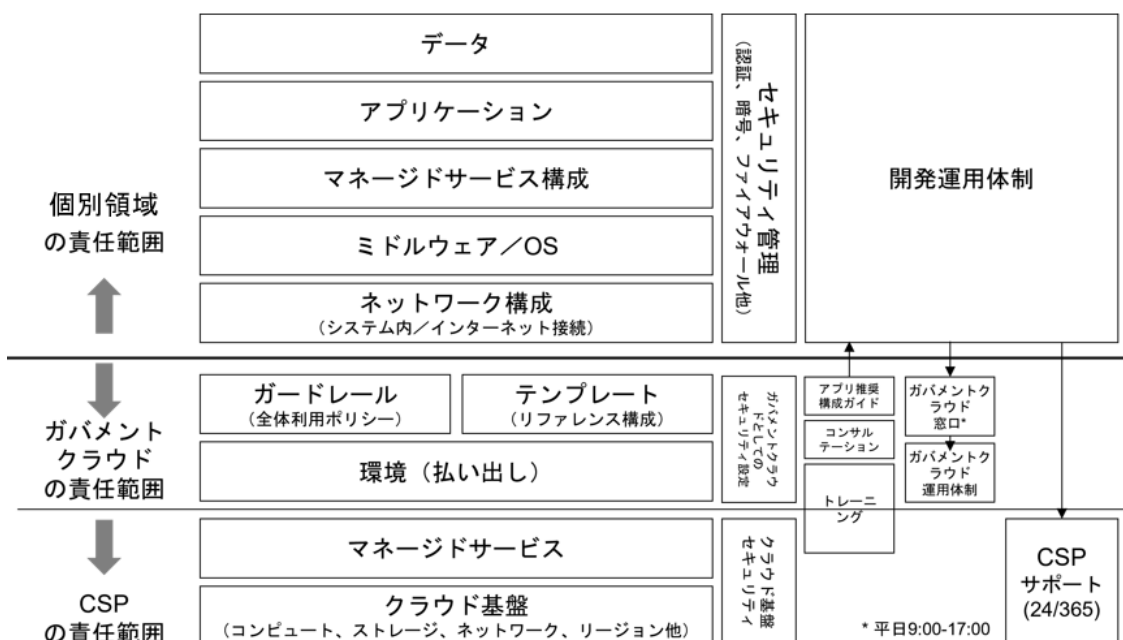 データ
アプリケーション
マネージドサービス構成
ミドルウェア／OS
ネットワーク構成
（システム内／インターネット接続）
セキュリティ管理
（認証、暗号、ファイアウォール他）
開発運用体制
個別領域
の責任範囲
ガードレール
（全体利用ポリシー）
テンプレート
（リファレンス構成）
環境（払い出し）
ガバメントクラウ
ドとしての
セキュリティ設定
アプリ推奨
構成ガイド
コンサル
テーション
トレーニ
ング
ガバメントク
ラウド
窓口*
ガバメントク
ラウド
運用体制
ガバメント
クラウド
の責任範囲
マネージドサービス
クラウド基盤
（コンピュート、ストレージ、ネットワーク、リージョン他）
クラウド基盤
セキュリティ
CSP
サポート
(24/365)
* 平日9:00-17:00
CSP
の責任範囲